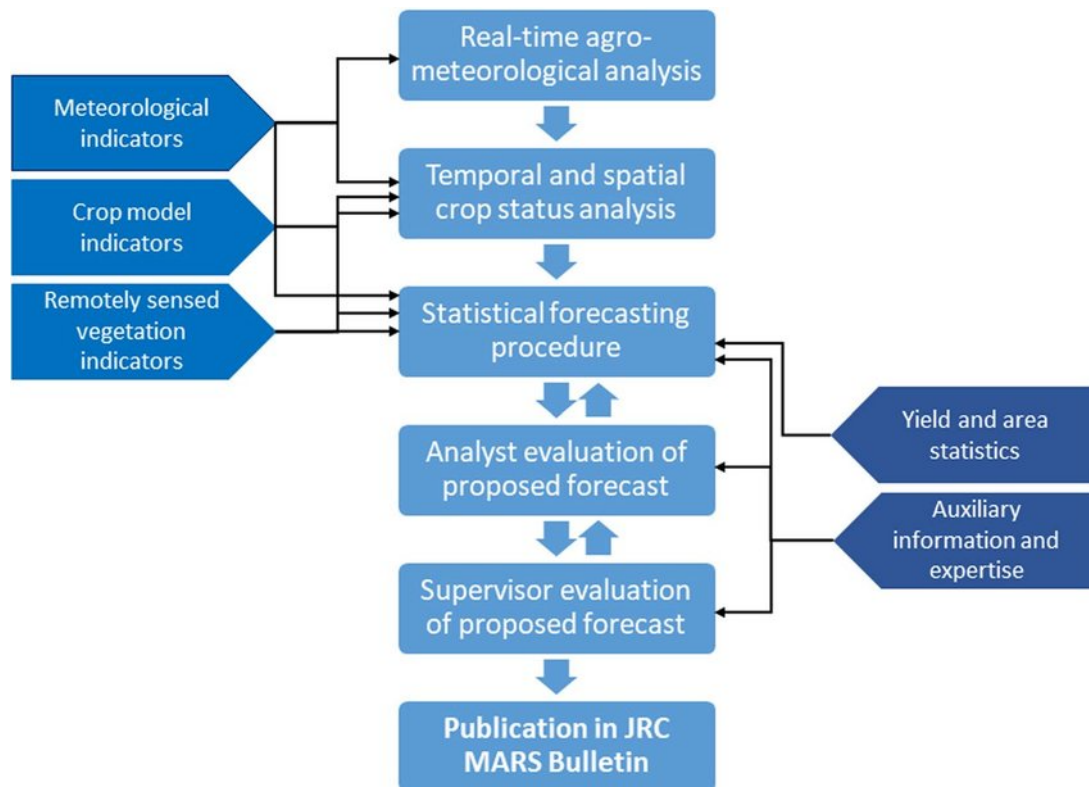 Real-time agro-
meteorological analysis
Meteorological
indicators
Temporal and spatial
crop status analysis
Crop model
indicators
Remotely sensed
vegetation
indicators
Statistical forecasting
procedure
Yield and area
statistics
Analyst evaluation of
proposed forecast
Auxiliary
information and
expertise
Supervisor evaluation
of proposed forecast
Publication in JRC
MARS Bulletin